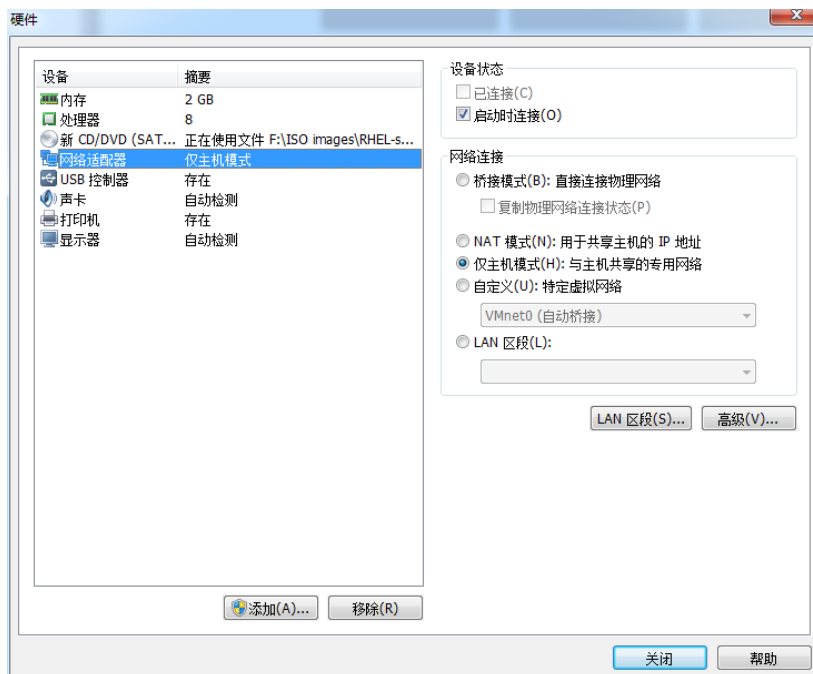 硬件
设备 摘要
内存 2 GB
处理器 8
新 CD/DVD (SAT... 正在使用文件 F:\ISO images\RHEL-s...
网络适配器 仅主机模式
USB 控制器 存在
声卡 自动检测
打印机 存在
显示器 自动检测
添加(A)... 移除(R)
设备状态
已连接(C)
启动时连接(O)
网络连接
桥接模式(B): 直接连接物理网络
复制物理网络连接状态(P)
NAT 模式(N): 用于共享主机的 IP 地址
仅主机模式(H): 与主机共享的专用网络
自定义(U): 特定虚拟网络
VMnet0 (自动桥接)
LAN 区段(L):
LAN 区段(S)... 高级(V)...
关闭 帮助